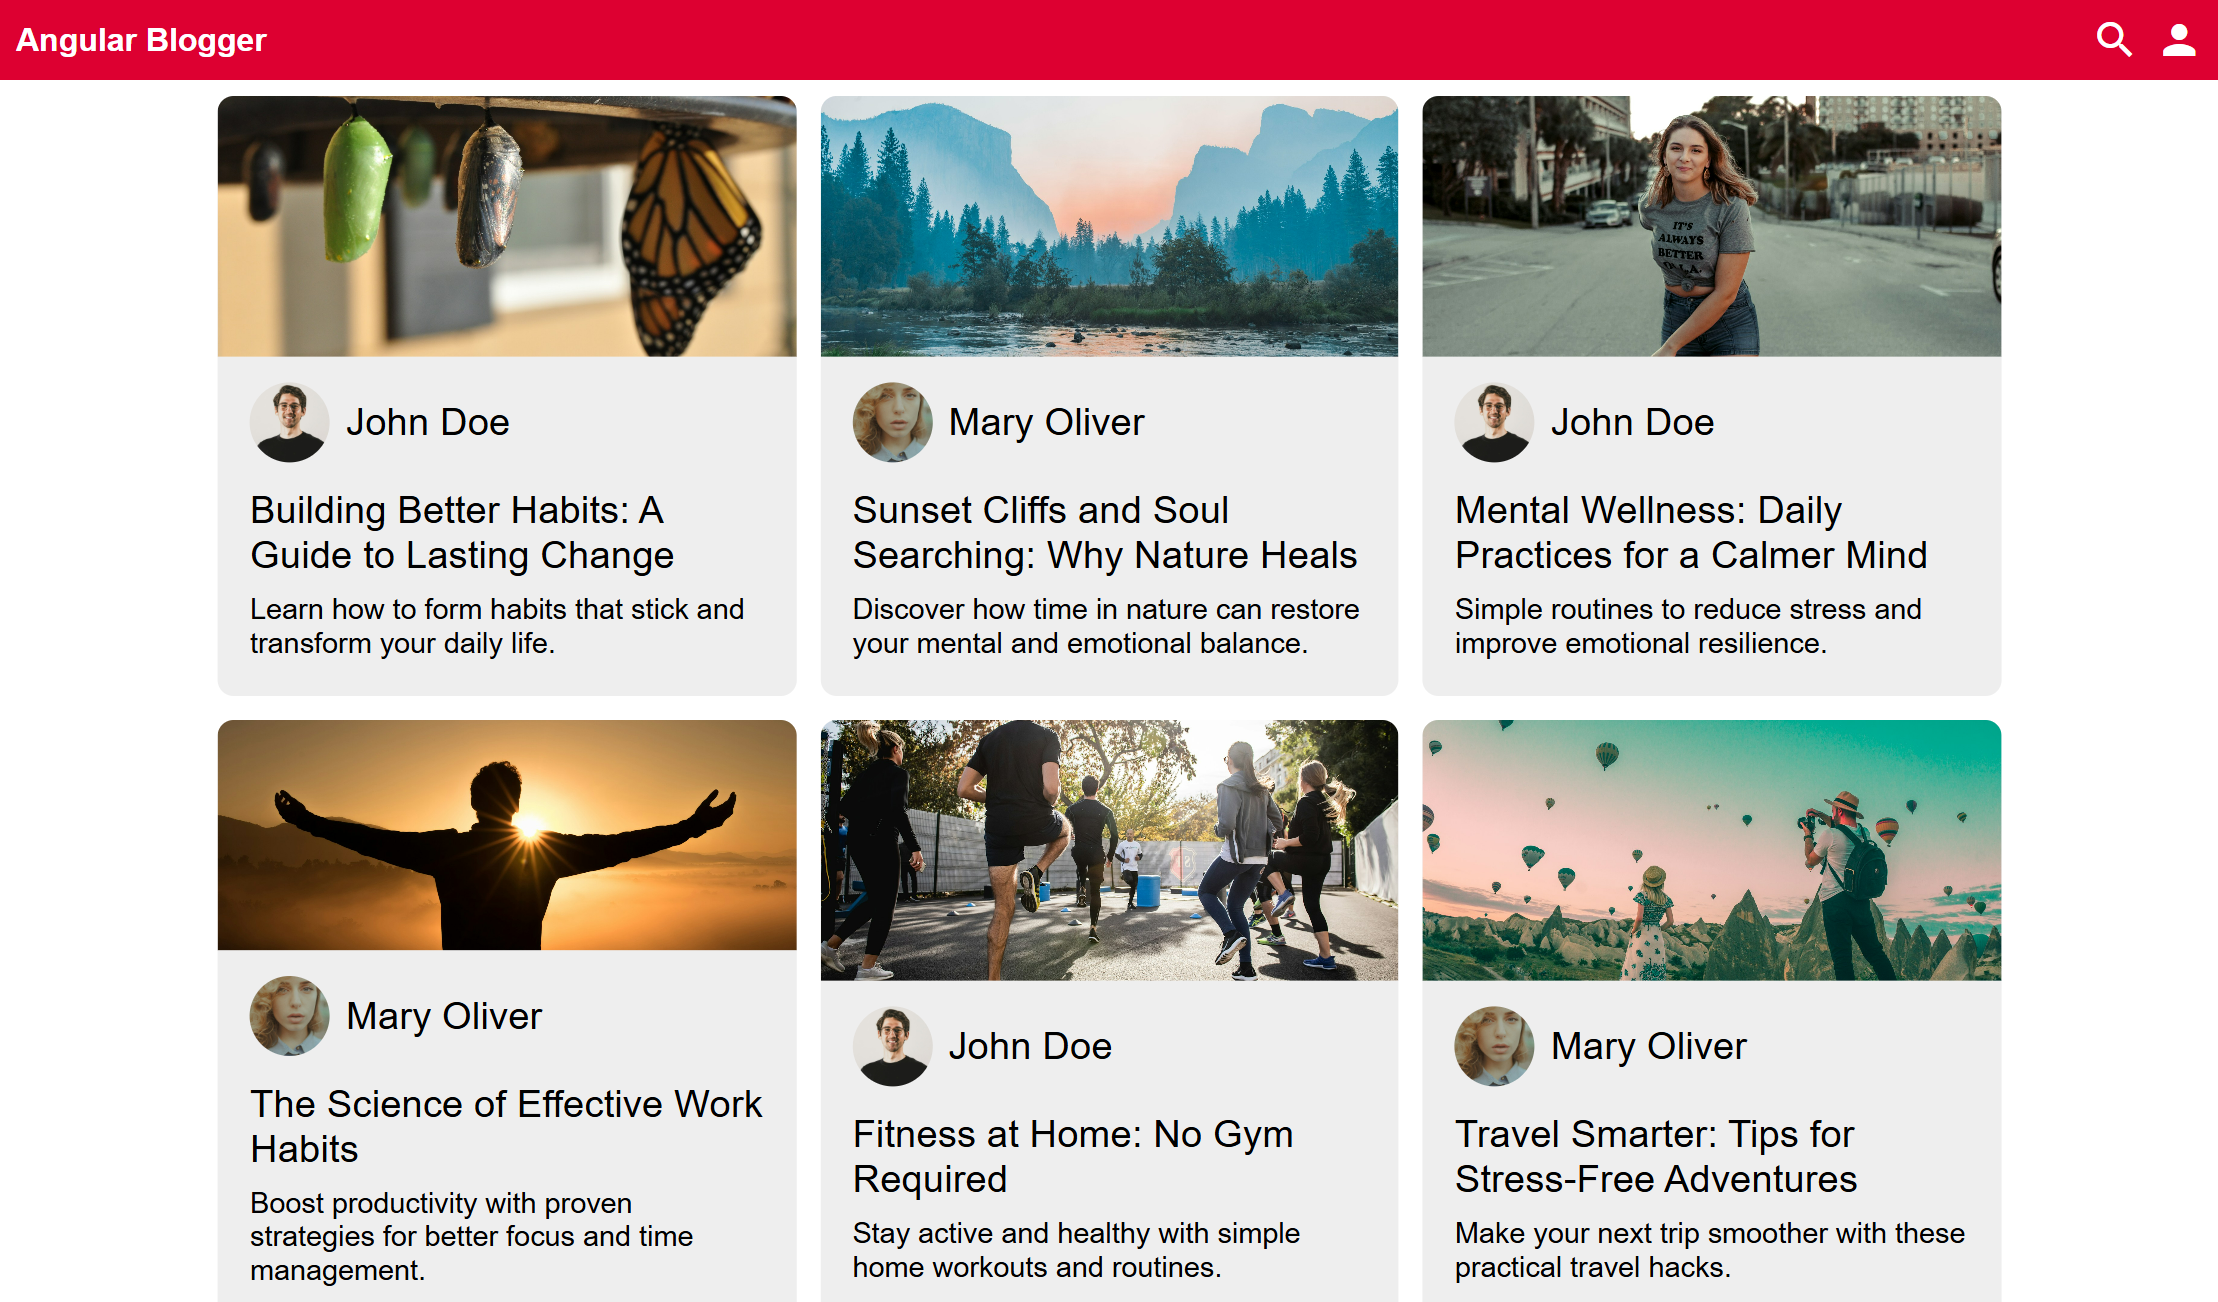 Angular Blogger
IT'S
ALWAYS
BETTER
John Doe
Building Better Habits: A
Guide to Lasting Change
Learn how to form habits that stick and
transform your daily life.
Mary Oliver
Sunset Cliffs and Soul
Searching: Why Nature Heals
Discover how time in nature can restore
your mental and emotional balance.
John Doe
Mental Wellness: Daily
Practices for a Calmer Mind
Simple routines to reduce stress and
improve emotional resilience.
Mary Oliver
The Science of Effective Work
Habits
Boost productivity with proven
strategies for better focus and time
management.
John Doe
Fitness at Home: No Gym
Required
Stay active and healthy with simple
home workouts and routines.
Mary Oliver
Travel Smarter: Tips for
Stress-Free Adventures
Make your next trip smoother with these
practical travel hacks.